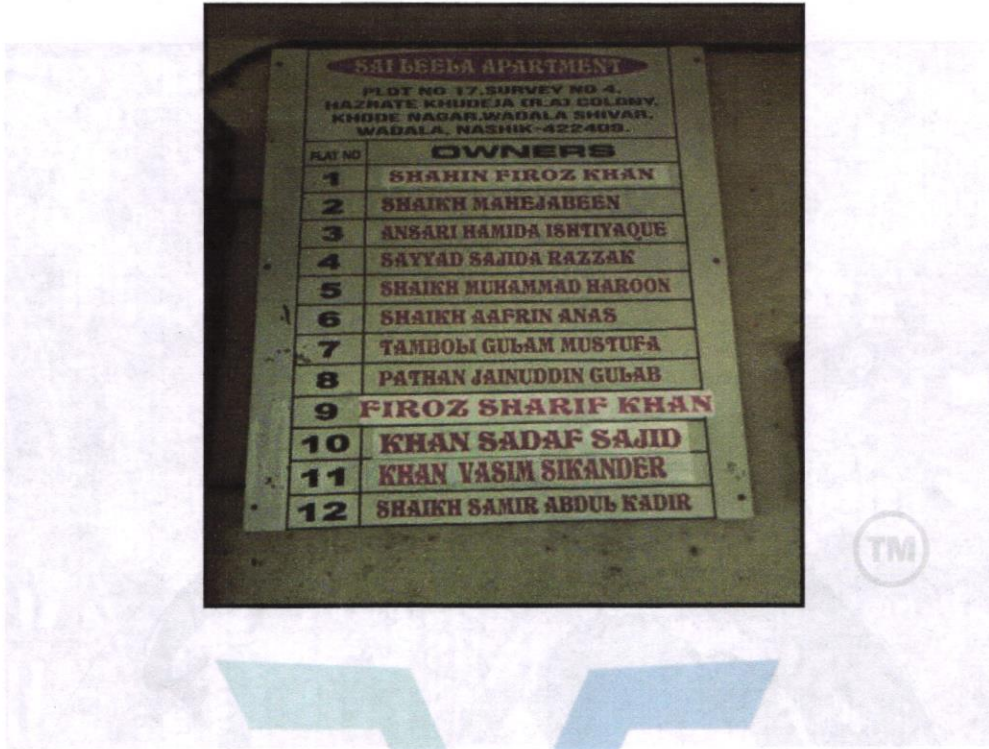 SAI LEELA APARTMENT
PLOT NO 17,SURVEY NO 4,
HAZRATE KHUDEJA (R.A) COLONY,
KHODE NAGAR,WADALA SHIVAR,
WADALA, NASHIK-422409.
FLAT NO OWNERS
1 SHAHIN FIROZ KHAN
2 SHAIKH MAHEJABEEN
3 ANSARI HAMIDA ISHTIYAQUE
4 SAYYAD SAJIDA RAZZAK
5 SHAIKH MUHAMMAD HAROON
6 SHAIKH AAFRIN ANAS
7 TAMBOLI GULAM MUSTUFA
8 PATHAN JAINUDDIN GULAB
9 FIROZ SHARIF KHAN
10 KHAN SADAF SAJID
11 KHAN VASIM SIKANDER
12 SHAIKH SAMIR ABDUL KADIR
TM